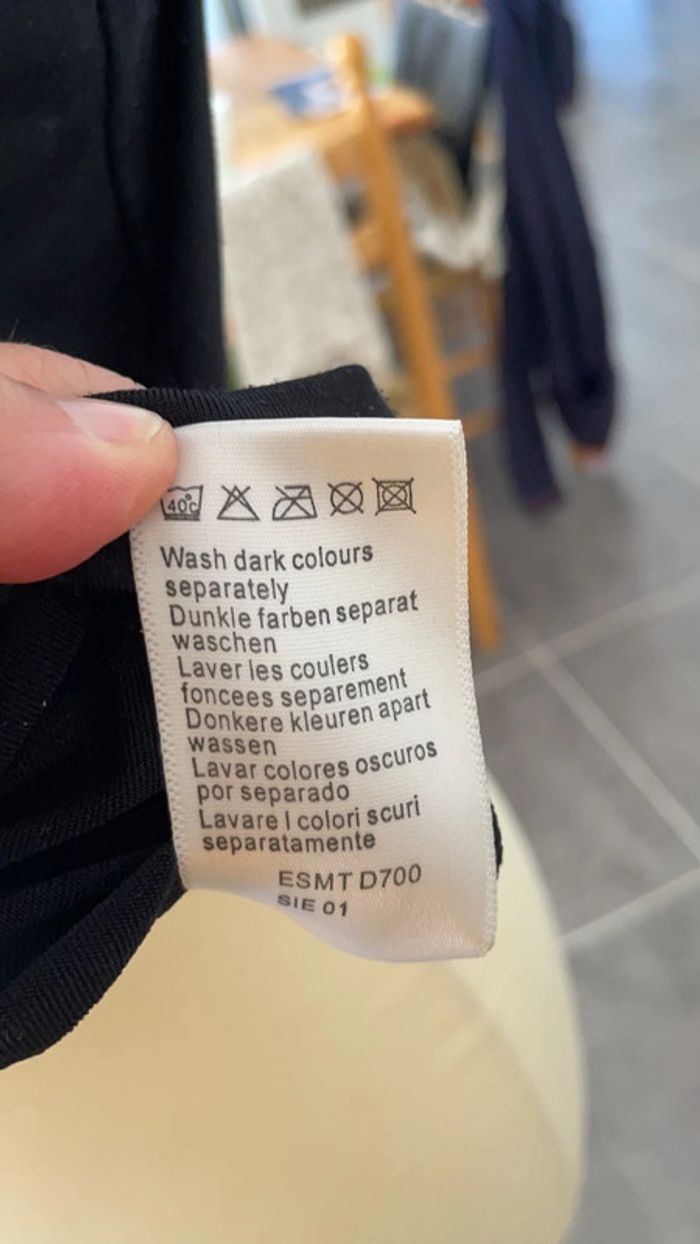 40c
Wash dark colours
separately
Dunkle farben separat
waschen
Laver les coulers
foncees separement
Donkere kleuren apart
wassen
Lavar colores oscuros
por separado
Lavare I colori scuri
separatamente
ESMT D700
SIE 01